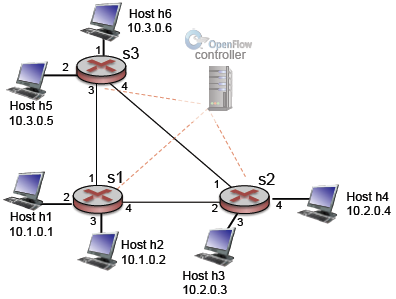 Host h6
10.3.0.6
OpenFlow
controller
s3
1
2
3
4
Host h5
10.3.0.5
1
s1
2
3
4
Host h1
10.1.0.1
Host h2
10.1.0.2
1
s2
2
3
4
Host h4
10.2.0.4
Host h3
10.2.0.3